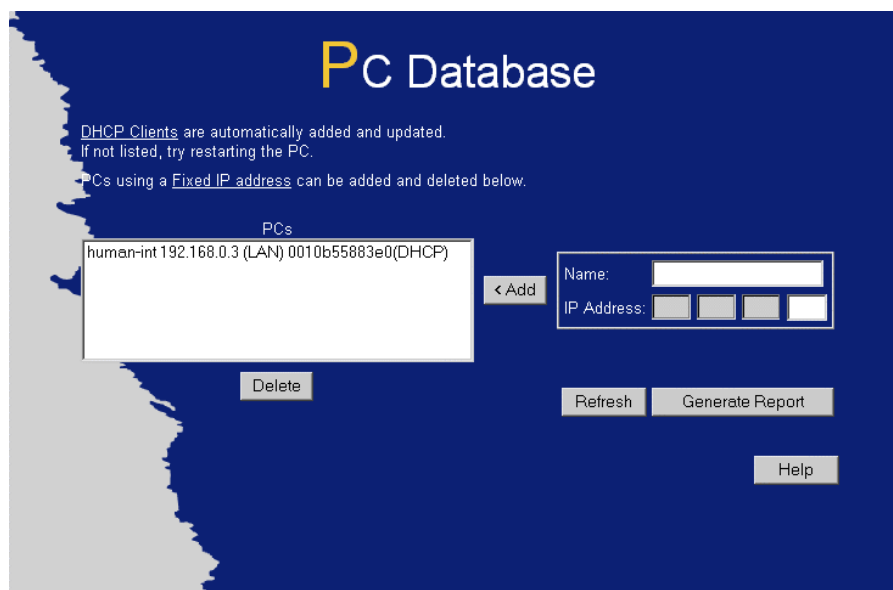 PC Database
DHCP Clients are automatically added and updated.
If not listed, try restarting the PC.
PCs using a Fixed IP address can be added and deleted below.
PCs
human-int 192.168.0.3 (LAN) 0010b55883e0(DHCP)
< Add
Name:
IP Address:
Delete
Refresh
Generate Report
Help